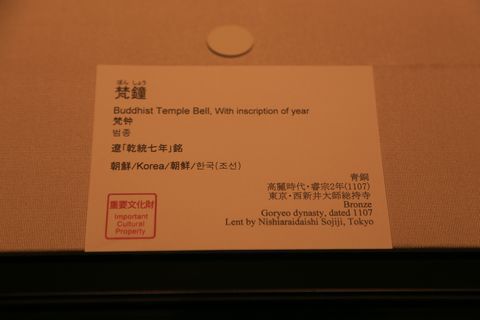 ぼん しょう
梵鐘
Buddhist Temple Bell, With inscription of year
梵钟
범종
遼「乾統七年」銘
朝鮮/Korea/朝鲜/한국(조선)
重要文化財
Important
Cultural
Property
青銅
高麗時代・睿宗2年(1107)
東京・西新井大師総持寺
Bronze
Goryeo dynasty, dated 1107
Lent by Nishiaraidaishi Sojiji, Tokyo